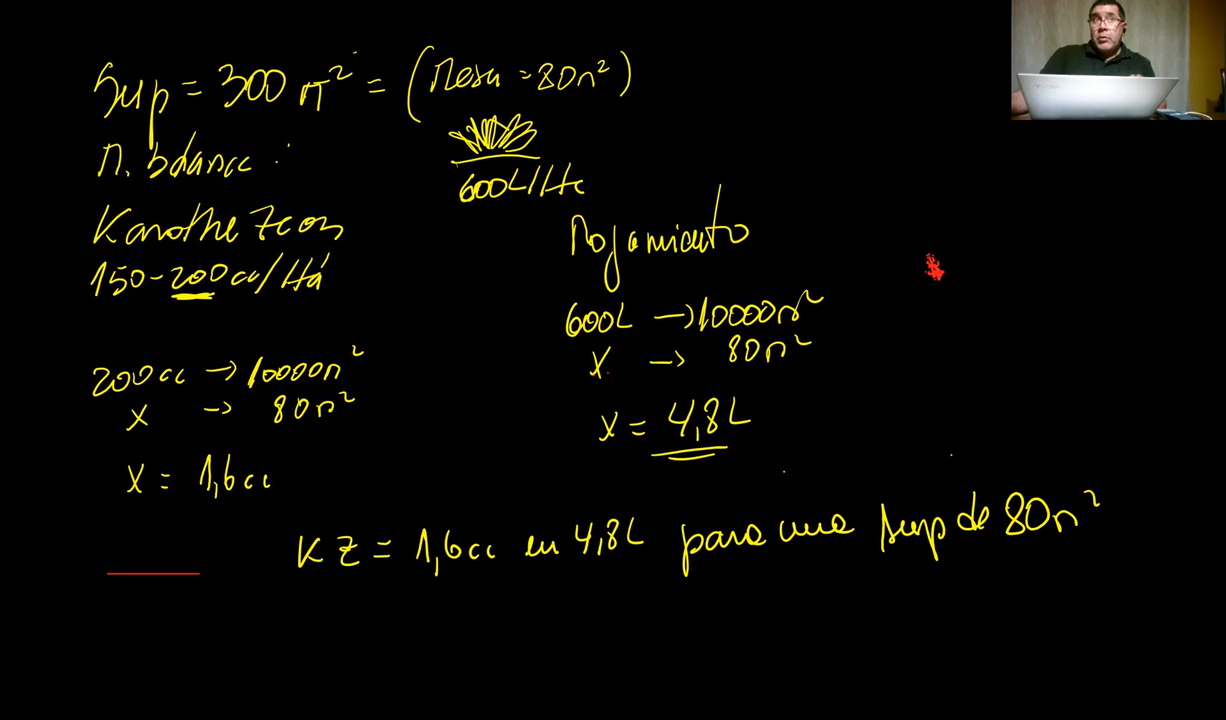 Sup = 300 m² = (Mesa = 80m²)
M. blanca :
600L/Ha
Karathe Zeon
150-200cc/Há
Mojamiento
600L → 10000m²
X → 80m²
X = 4,8L
200cc → 10000m²
X → 80m²
X = 1,6cc
KZ = 1,6cc en 4,8L para una sup de 80m²